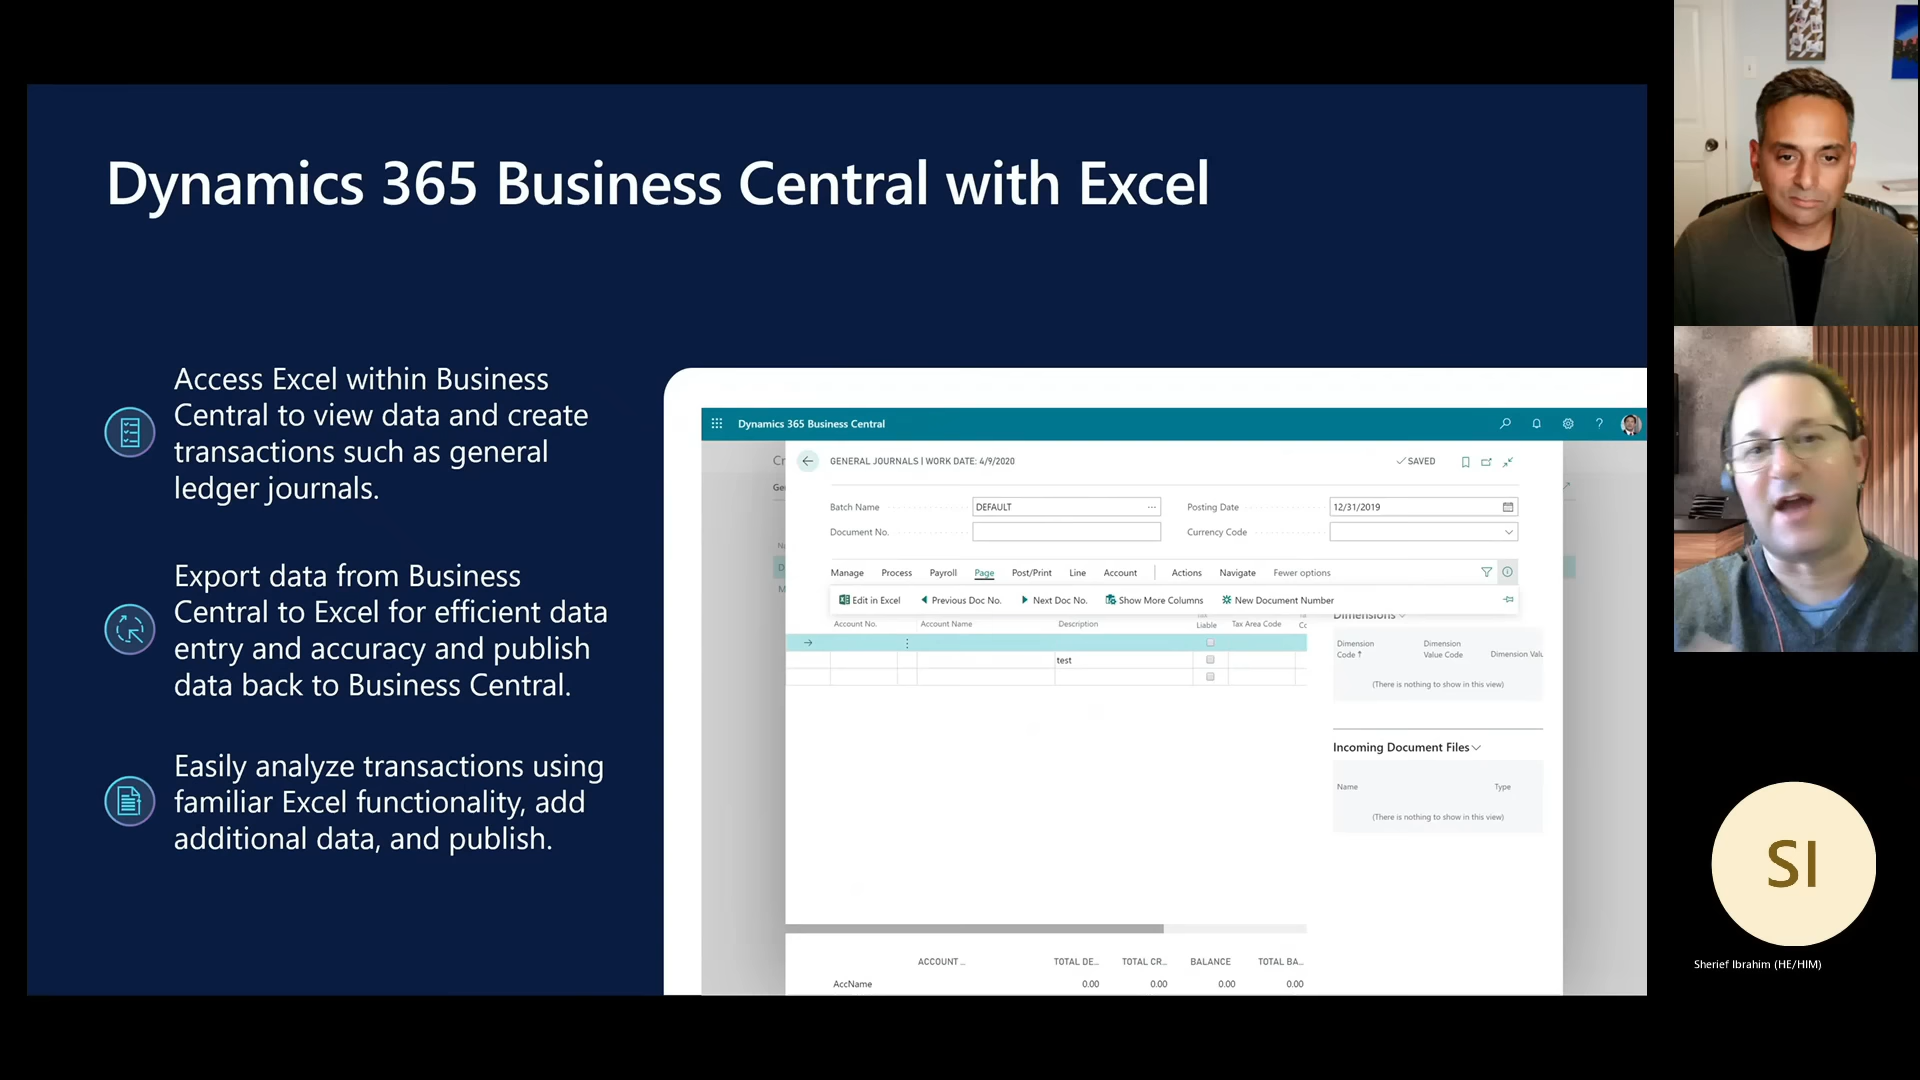 Dynamics 365 Business Central with Excel
Access Excel within Business
Central to view data and create
transactions such as general
ledger journals.
Export data from Business
Central to Excel for efficient data
entry and accuracy and publish
data back to Business Central.
Easily analyze transactions using
familiar Excel functionality, add
additional data, and publish.
Dynamics 365 Business Central
GENERAL JOURNALS | WORK DATE: 4/9/2020
SAVED
Batch Name
DEFAULT
Posting Date
12/31/2019
Document No.
Currency Code
Manage Process Payroll Page Post/Print Line Account Actions Navigate Fewer options
Edit in Excel Previous Doc No. Next Doc No. Show More Columns New Document Number
Account No. Account Name Description Liable Tax Area Code
test
Dimensions
Dimension Code ↑ Dimension Value Code Dimension Valu
(There is nothing to show in this view)
Incoming Document Files
Name Type
(There is nothing to show in this view)
ACCOUNT ... TOTAL DE... TOTAL CR... BALANCE TOTAL BA...
AccName 0.00 0.00 0.00 0.00
SI
Sherief Ibrahim (HE/HIM)